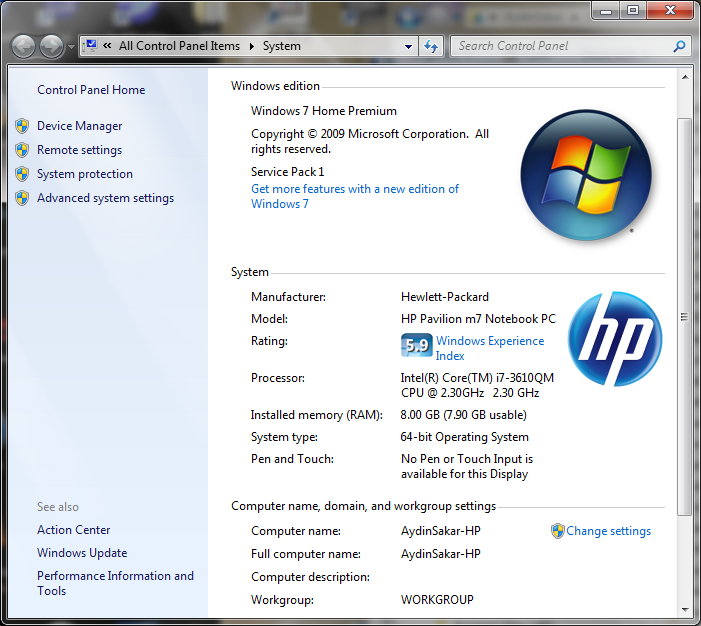 « All Control Panel Items ▸ System
Search Control Panel
Control Panel Home
Device Manager
Remote settings
System protection
Advanced system settings
See also
Action Center
Windows Update
Performance Information and
Tools
Windows edition
Windows 7 Home Premium
Copyright © 2009 Microsoft Corporation. All
rights reserved.
Service Pack 1
Get more features with a new edition of
Windows 7
System
Manufacturer: Hewlett-Packard
Model: HP Pavilion m7 Notebook PC
Rating: 5.9 Windows Experience
Index
Processor: Intel(R) Core(TM) i7-3610QM
CPU @ 2.30GHz 2.30 GHz
Installed memory (RAM): 8.00 GB (7.90 GB usable)
System type: 64-bit Operating System
Pen and Touch: No Pen or Touch Input is
available for this Display
hp
Computer name, domain, and workgroup settings
Computer name: AydinSakar-HP Change settings
Full computer name: AydinSakar-HP
Computer description:
Workgroup: WORKGROUP